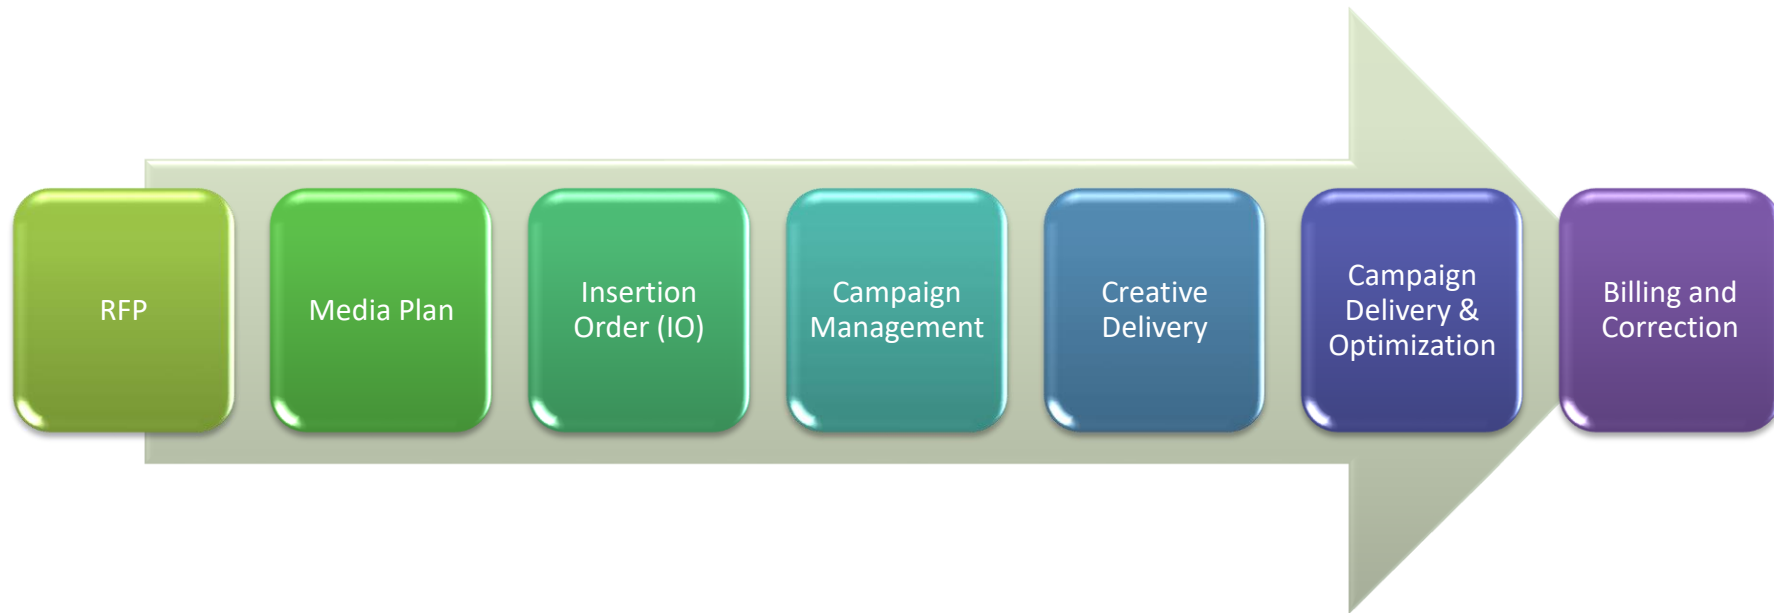 RFP
Media Plan
Insertion
Order (IO)
Campaign
Management
Creative
Delivery
Campaign
Delivery &
Optimization
Billing and
Correction